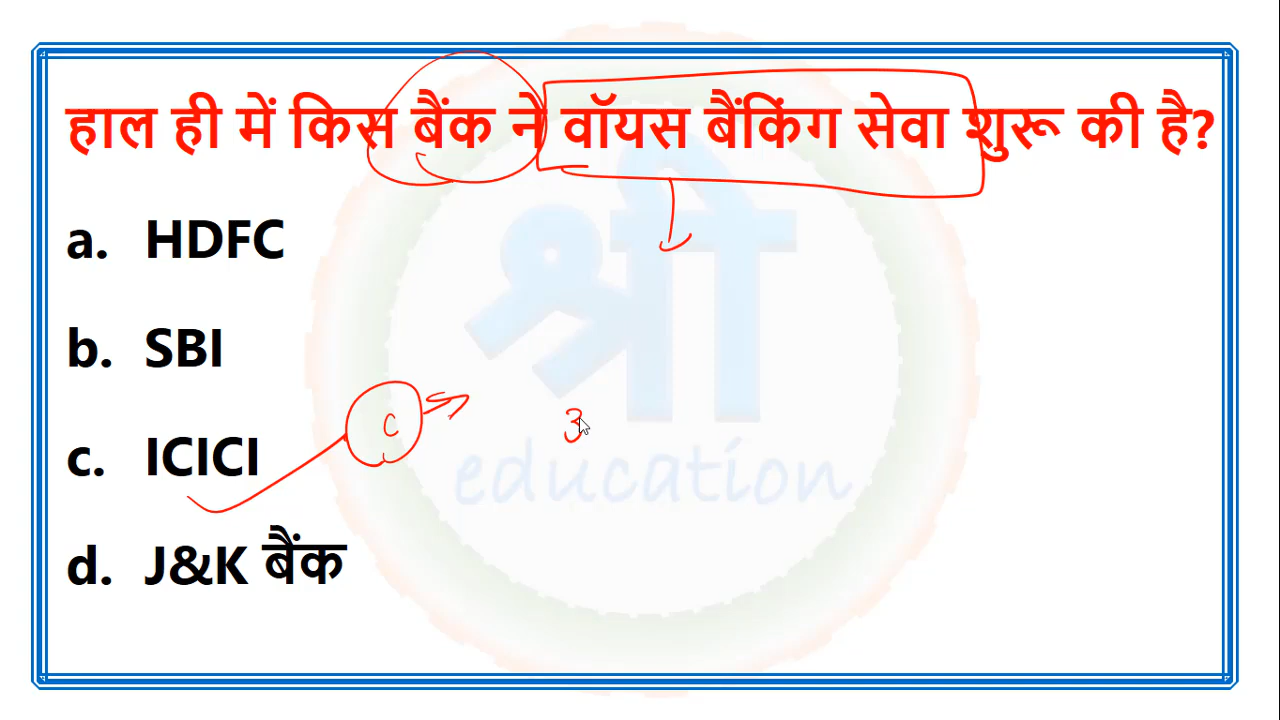 हाल ही में किस बैंक ने वॉयस बैंकिंग सेवा शुरू की है?
a. HDFC
b. SBI
c
3
c. ICICI
d. J&K बैंक
श्री
education